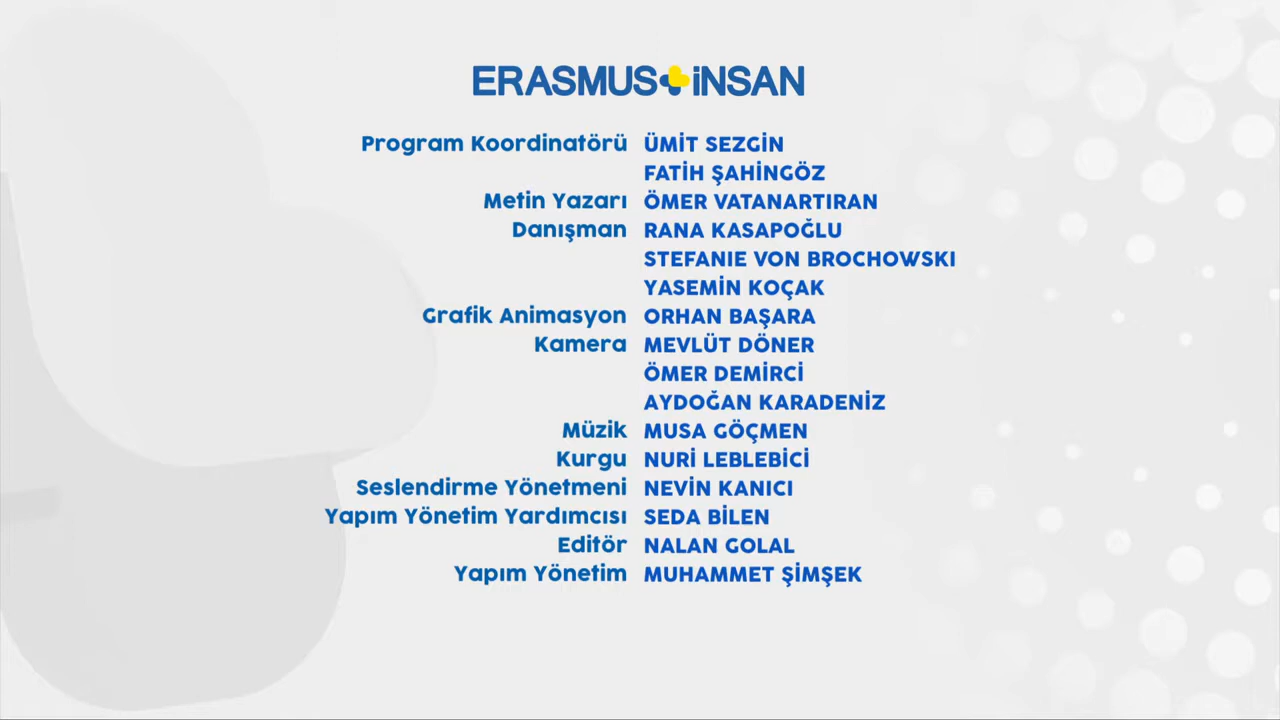 ERASMUS+iNSAN
Program Koordinatörü ÜMİT SEZGİN
FATİH ŞAHİNGÖZ
Metin Yazarı ÖMER VATANARTIRAN
Danışman RANA KASAPOĞLU
STEFANIE VON BROCHOWSKI
YASEMİN KOÇAK
Grafik Animasyon ORHAN BAŞARA
Kamera MEVLÜT DÖNER
ÖMER DEMİRCİ
AYDOĞAN KARADENİZ
Müzik MUSA GÖÇMEN
Kurgu NURİ LEBLEBİCİ
Seslendirme Yönetmeni NEVİN KANICI
Yapım Yönetim Yardımcısı SEDA BİLEN
Editör NALAN GOLAL
Yapım Yönetim MUHAMMET ŞİMŞEK